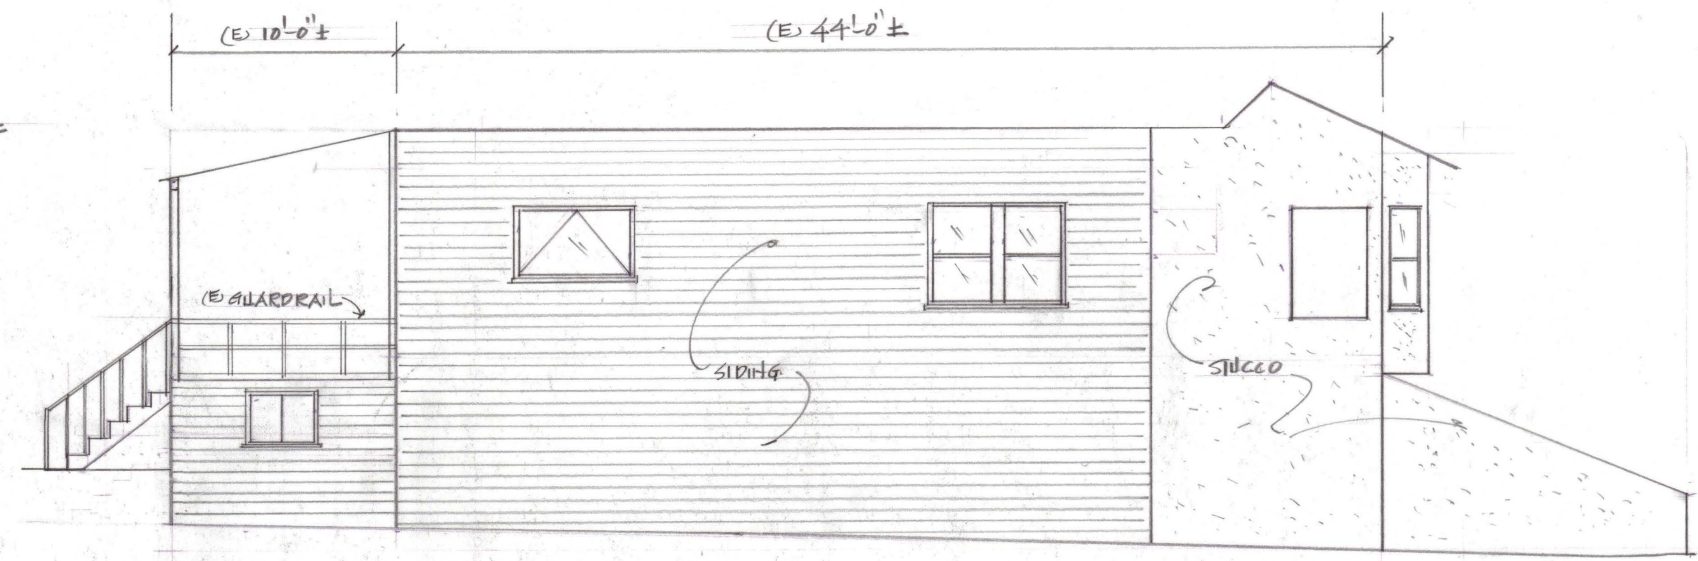 (E) 10'-0"±
(E) 44'-0"±
(E) GUARDRAIL
SIDING
STUCCO